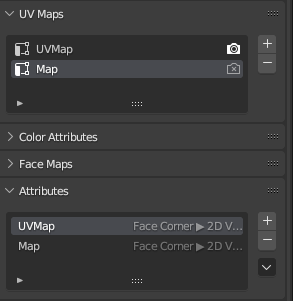 UV Maps
UVMap
Map
Color Attributes
Face Maps
Attributes
UVMap Face Corner ▶ 2D V...
Map Face Corner ▶ 2D V...